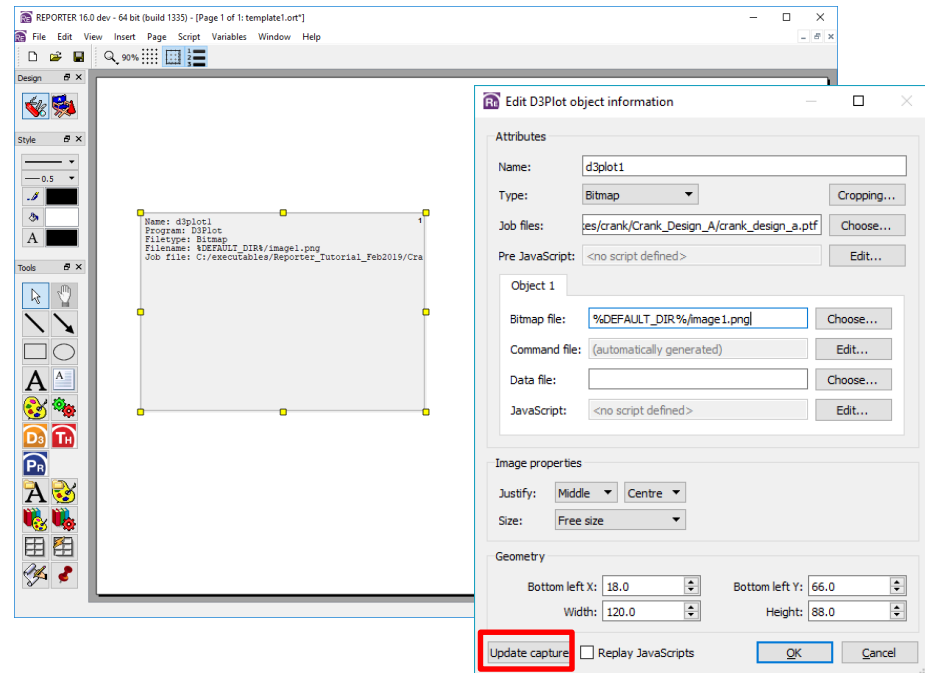 REPORTER 16.0 dev - 64 bit (build 1335) - [Page 1 of 1: template1.ort*]
File Edit View Insert Page Script Variables Window Help
90%
Design
Style
0.5
A
Tools
A A
D3 TH
PR
A
Name: d3plot1 1
Program: D3Plot
Filetype: Bitmap
Filename: %DEFAULT_DIR%/image1.png
Job file: C:/executables/Reporter_Tutorial_Feb2019/Cra
RE Edit D3Plot object information
Attributes
Name: d3plot1
Type: Bitmap Cropping...
Job files: :es/crank/Crank_Design_A/crank_design_a.ptf Choose...
Pre JavaScript: <no script defined> Edit...
Object 1
Bitmap file: %DEFAULT_DIR%/image1.png Choose...
Command file: (automatically generated) Edit...
Data file: Choose...
JavaScript: <no script defined> Edit...
Image properties
Justify: Middle Centre
Size: Free size
Geometry
Bottom left X: 18.0 Bottom left Y: 66.0
Width: 120.0 Height: 88.0
Update capture Replay JavaScripts OK Cancel